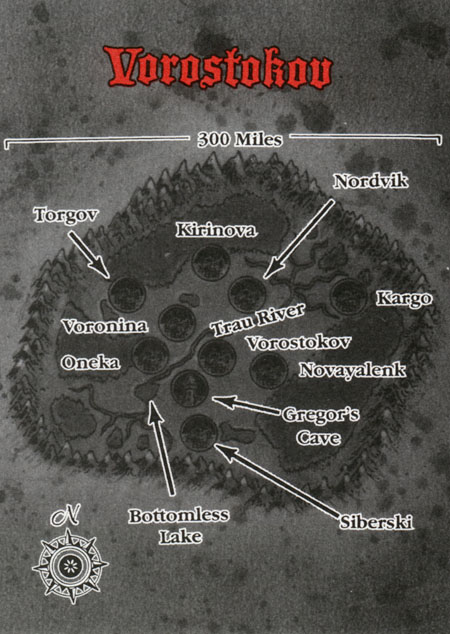 Vorostokov
300 Miles
Nordvik
Torgov
Kirinova
Kargo
Trau River
Voronina
Vorostokov
Oneka
Novayalenk
Gregor's
Cave
Bottomless
Lake
Siberski
N